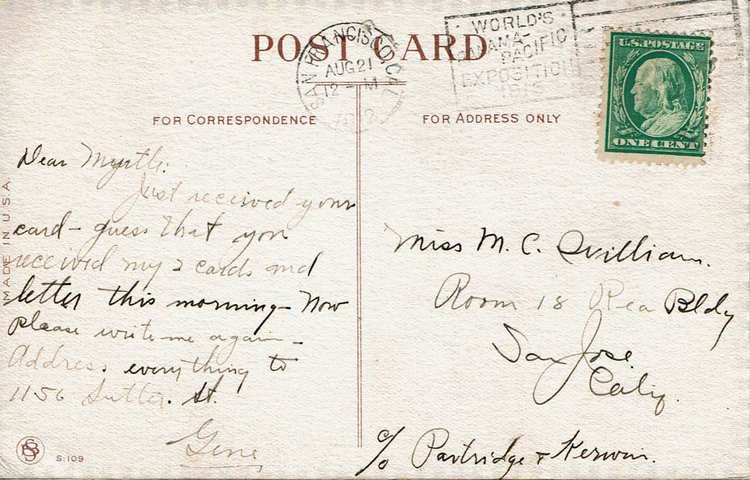 POST CARD
SAN FRANCISCO, CAL.
AUG 21
12 - M
WORLD'S
PANAMA-
PACIFIC
EXPOSITION
1915
U.S. POSTAGE
ONE CENT
FOR CORRESPONDENCE
FOR ADDRESS ONLY
Dear Myrtle:
Just received your
card - guess that you
received my 2 cards and
letter this morning - Now
please write me again -
Address everything to
1156 Sutter St.
Gene
Miss M. C.
Room 18 Rea Bldg
San Jose
Calif.
c/o Partridge & Kerwin.
MADE IN U.S.A.
S-109